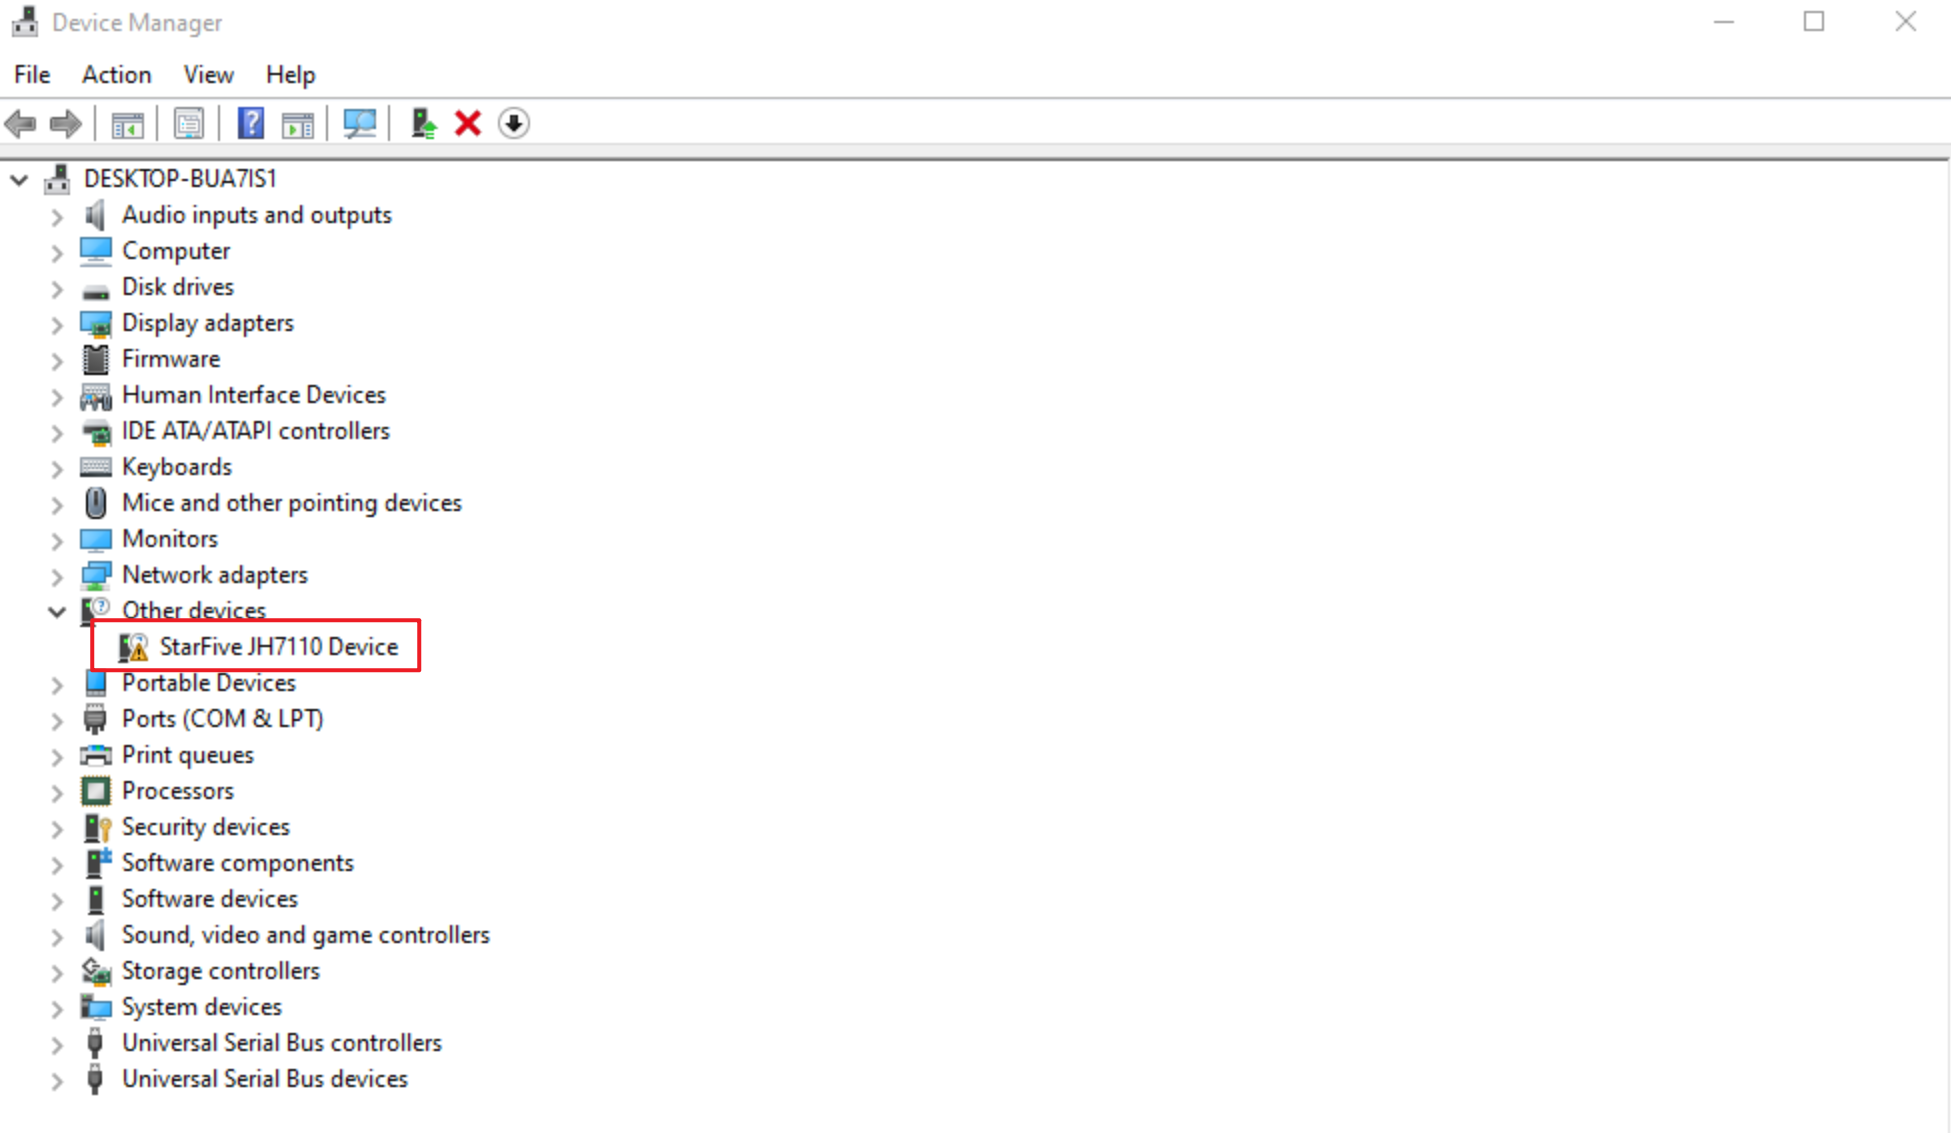 Device Manager
File Action View Help
?
DESKTOP-BUA7IS1
Audio inputs and outputs
Computer
Disk drives
Display adapters
Firmware
Human Interface Devices
IDE ATA/ATAPI controllers
Keyboards
Mice and other pointing devices
Monitors
Network adapters
Other devices
StarFive JH7110 Device
Portable Devices
Ports (COM & LPT)
Print queues
Processors
Security devices
Software components
Software devices
Sound, video and game controllers
Storage controllers
System devices
Universal Serial Bus controllers
Universal Serial Bus devices